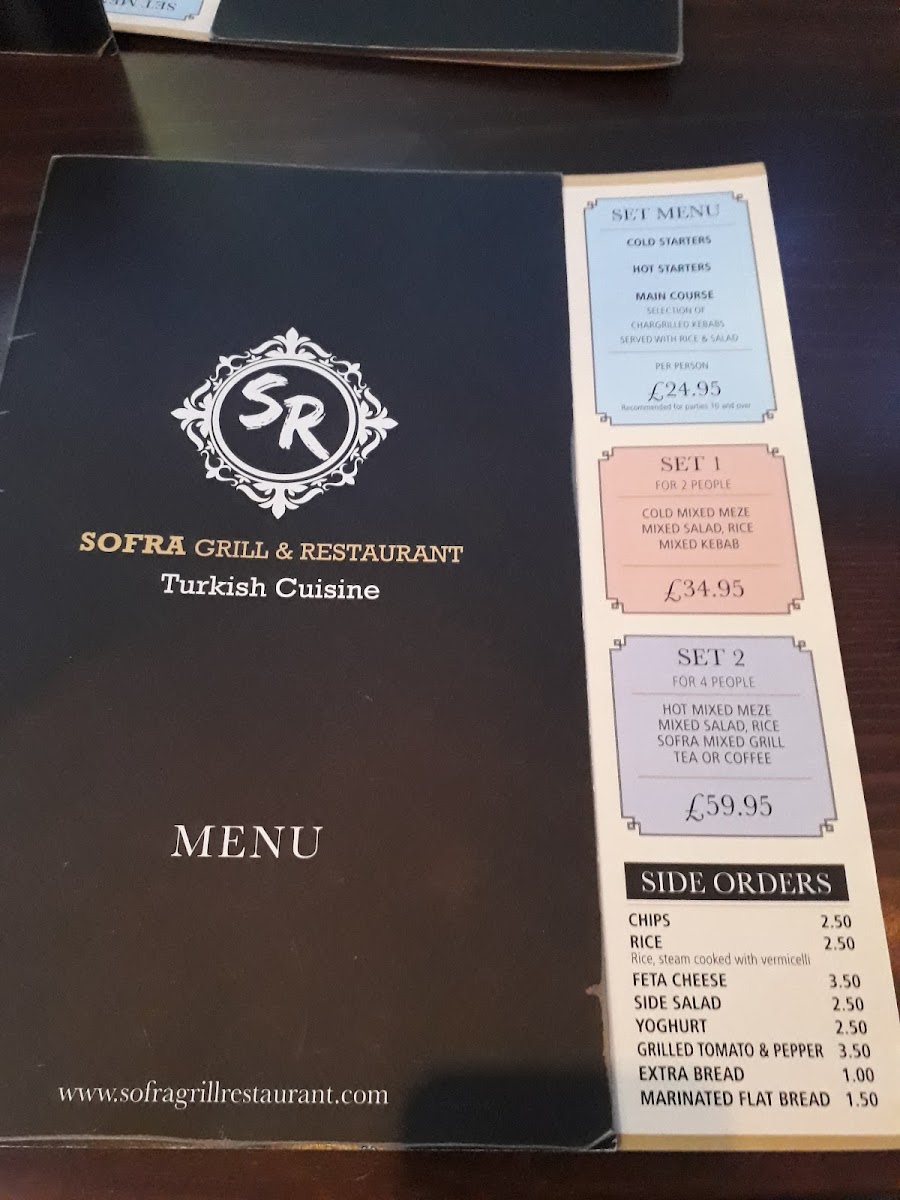 SET MENU
SR
SOFRA GRILL & RESTAURANT
Turkish Cuisine
MENU
www.sofragrillrestaurant.com
SET MENU
COLD STARTERS
HOT STARTERS
MAIN COURSE
SELECTION OF
CHARGRILLED KEBABS
SERVED WITH RICE & SALAD
PER PERSON
£24.95
Recommended for parties 10 and over
SET 1
FOR 2 PEOPLE
COLD MIXED MEZE
MIXED SALAD, RICE
MIXED KEBAB
£34.95
SET 2
FOR 4 PEOPLE
HOT MIXED MEZE
MIXED SALAD, RICE
SOFRA MIXED GRILL
TEA OR COFFEE
£59.95
SIDE ORDERS
CHIPS 2.50
RICE 2.50
Rice, steam cooked with vermicelli
FETA CHEESE 3.50
SIDE SALAD 2.50
YOGHURT 2.50
GRILLED TOMATO & PEPPER 3.50
EXTRA BREAD 1.00
MARINATED FLAT BREAD 1.50